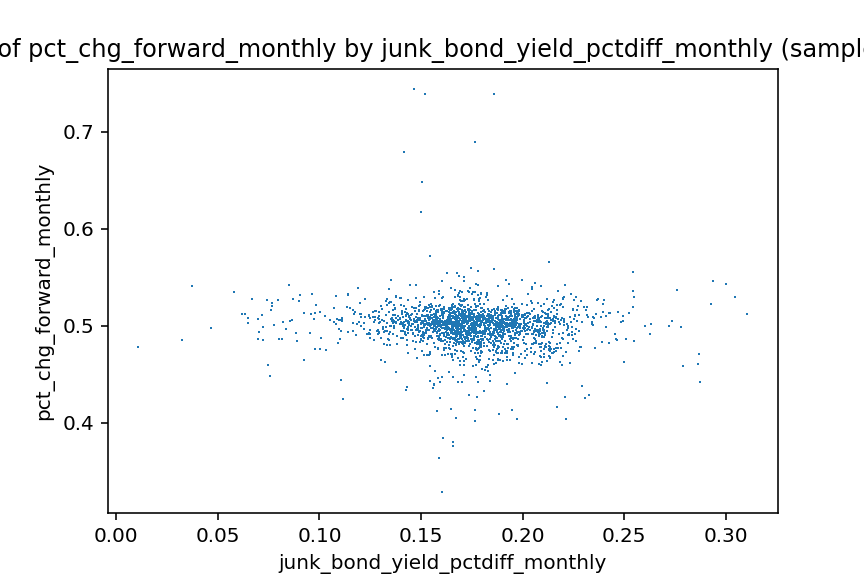 of pct_chg_forward_monthly by junk_bond_yield_pctdiff_monthly (sampl
0.7
0.6
0.5
0.4
pct_chg_forward_monthly
0.00 0.05 0.10 0.15 0.20 0.25 0.30
junk_bond_yield_pctdiff_monthly